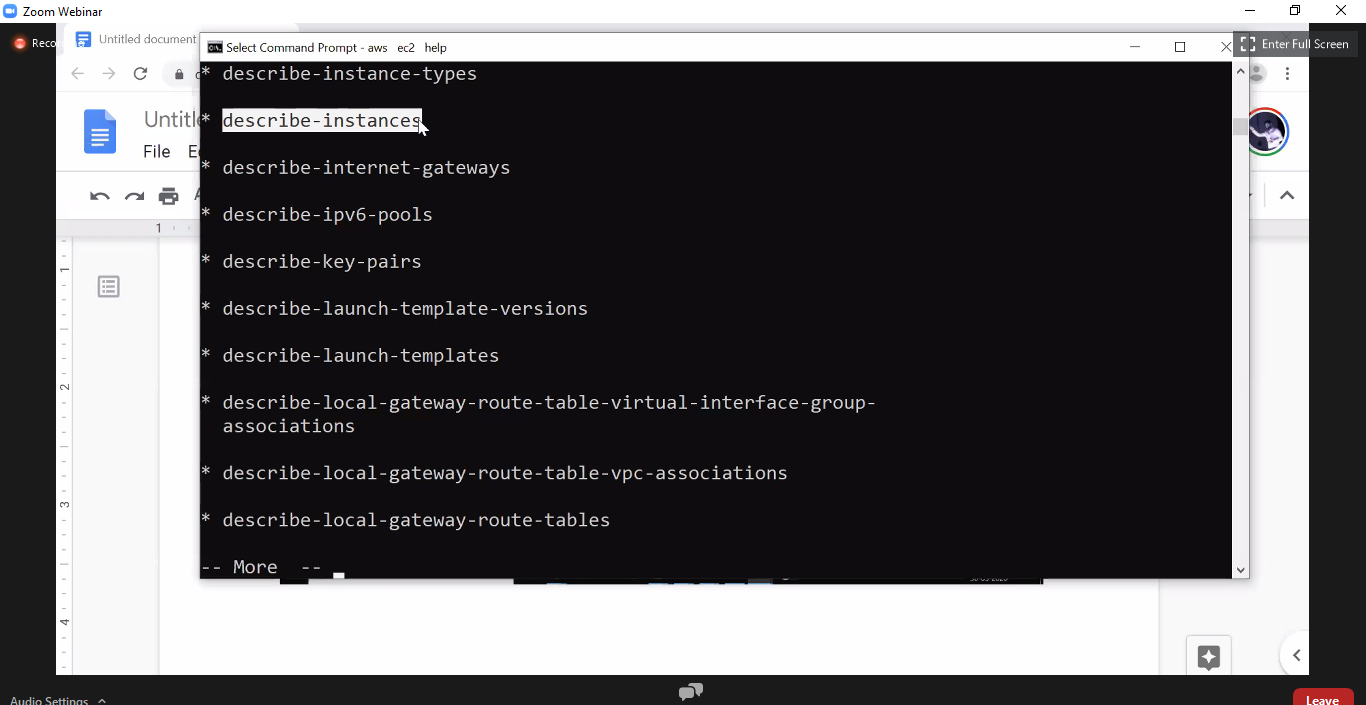 Zoom Webinar
Untitled document
Select Command Prompt - aws ec2 help
Enter Full Screen
* describe-instance-types
* describe-instances
* describe-internet-gateways
* describe-ipv6-pools
* describe-key-pairs
* describe-launch-template-versions
* describe-launch-templates
* describe-local-gateway-route-table-virtual-interface-group-
associations
* describe-local-gateway-route-table-vpc-associations
* describe-local-gateway-route-tables
-- More --
File
1
1
2
3
4
Audio Settings
Leave